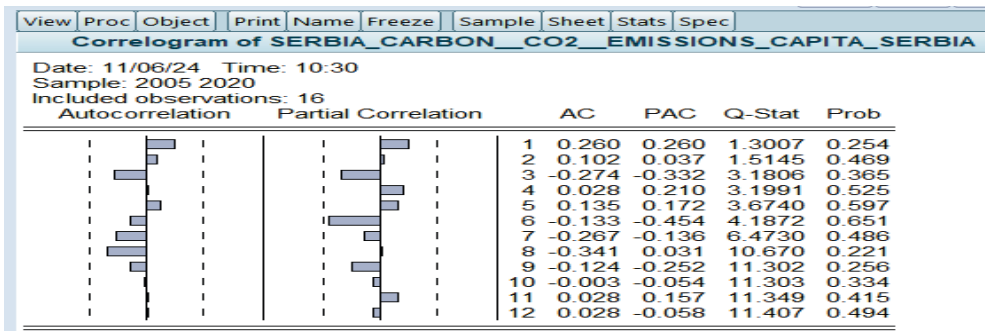 View Proc Object Print Name Freeze Sample Sheet Stats Spec
Correlogram of SERBIA_CARBON__CO2__EMISSIONS_CAPITA_SERBIA
Date: 11/06/24 Time: 10:30
Sample: 2005 2020
Included observations: 16
Autocorrelation Partial Correlation AC PAC Q-Stat Prob
1 0.260 0.260 1.3007 0.254
2 0.102 0.037 1.5145 0.469
3 -0.274 -0.332 3.1806 0.365
4 0.028 0.210 3.1991 0.525
5 0.135 0.172 3.6740 0.597
6 -0.133 -0.454 4.1872 0.651
7 -0.267 -0.136 6.4730 0.486
8 -0.341 0.031 10.670 0.221
9 -0.124 -0.252 11.302 0.256
10 -0.003 -0.054 11.303 0.334
11 0.028 0.157 11.349 0.415
12 0.028 -0.058 11.407 0.494